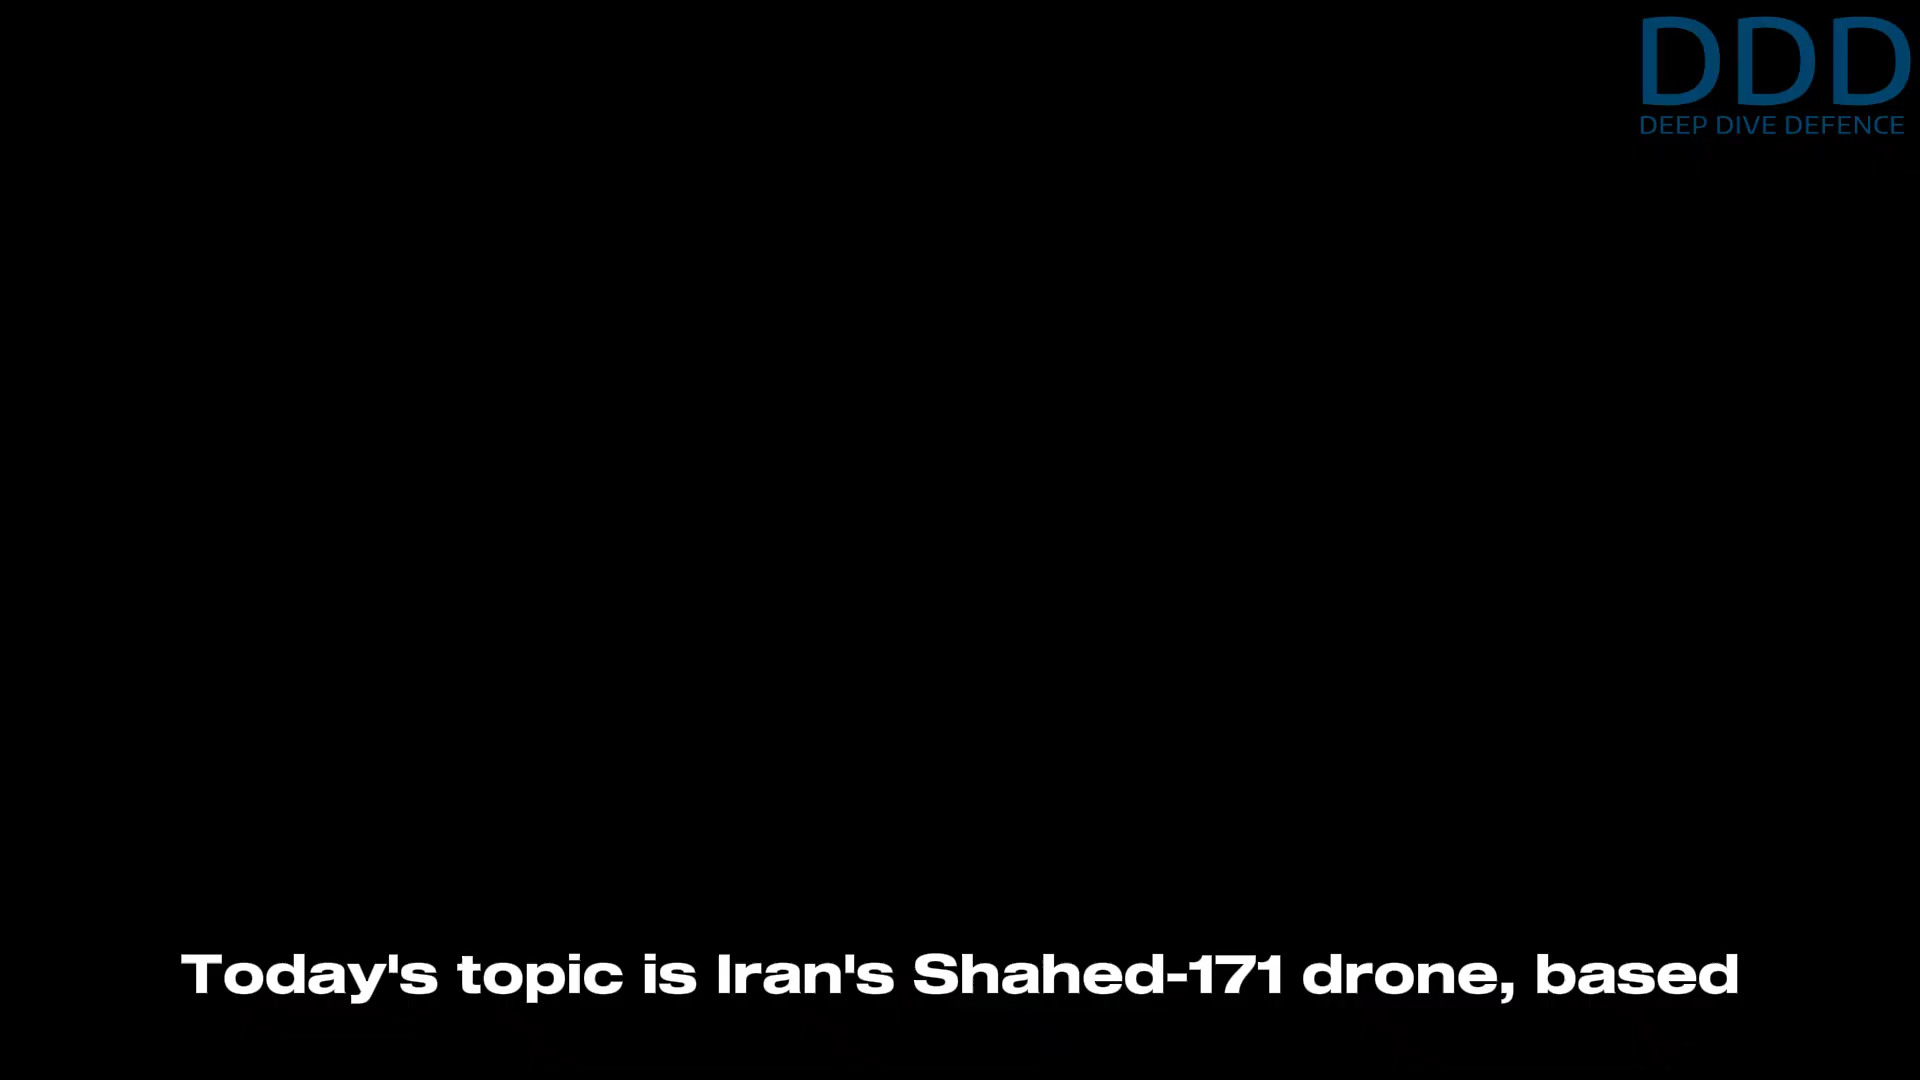 DDD
DEEP DIVE DEFENCE
Today's topic is Iran's Shahed-171 drone, based